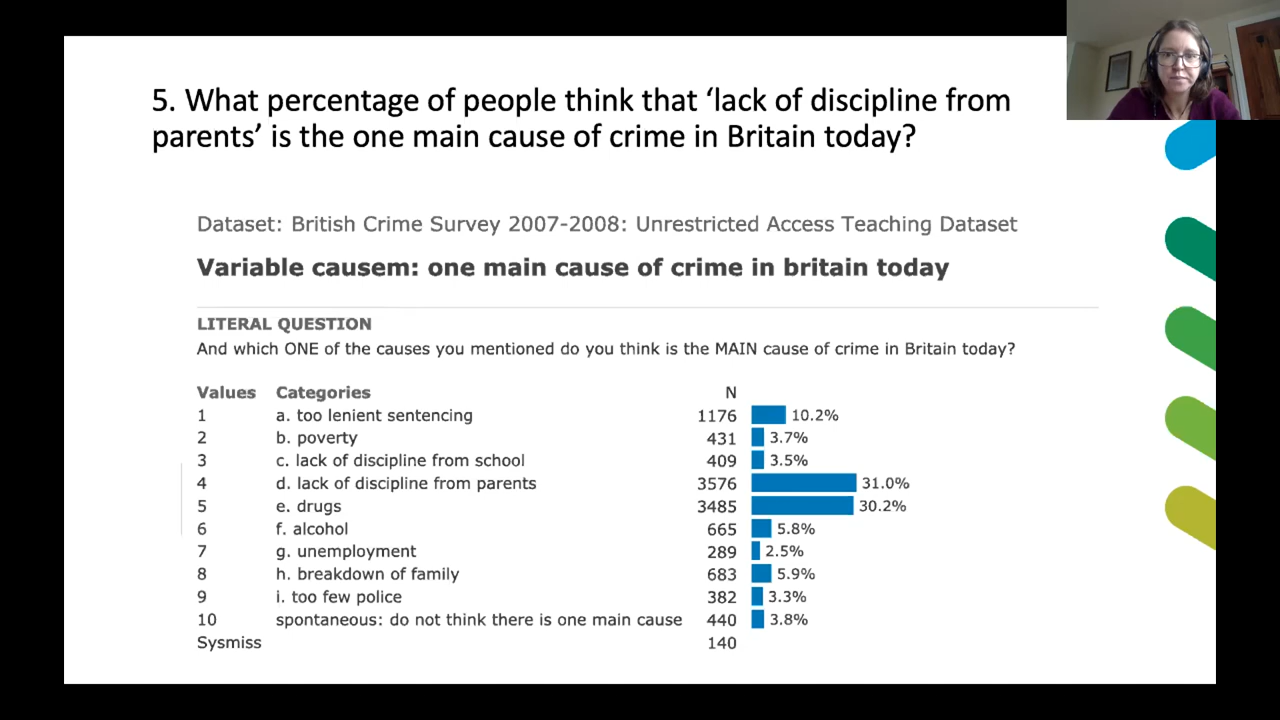 5. What percentage of people think that ‘lack of discipline from
parents’ is the one main cause of crime in Britain today?
Dataset: British Crime Survey 2007-2008: Unrestricted Access Teaching Dataset
Variable causem: one main cause of crime in britain today
LITERAL QUESTION
And which ONE of the causes you mentioned do you think is the MAIN cause of crime in Britain today?
Values Categories N
1 a. too lenient sentencing 1176 10.2%
2 b. poverty 431 3.7%
3 c. lack of discipline from school 409 3.5%
4 d. lack of discipline from parents 3576 31.0%
5 e. drugs 3485 30.2%
6 f. alcohol 665 5.8%
7 g. unemployment 289 2.5%
8 h. breakdown of family 683 5.9%
9 i. too few police 382 3.3%
10 spontaneous: do not think there is one main cause 440 3.8%
Sysmiss 140